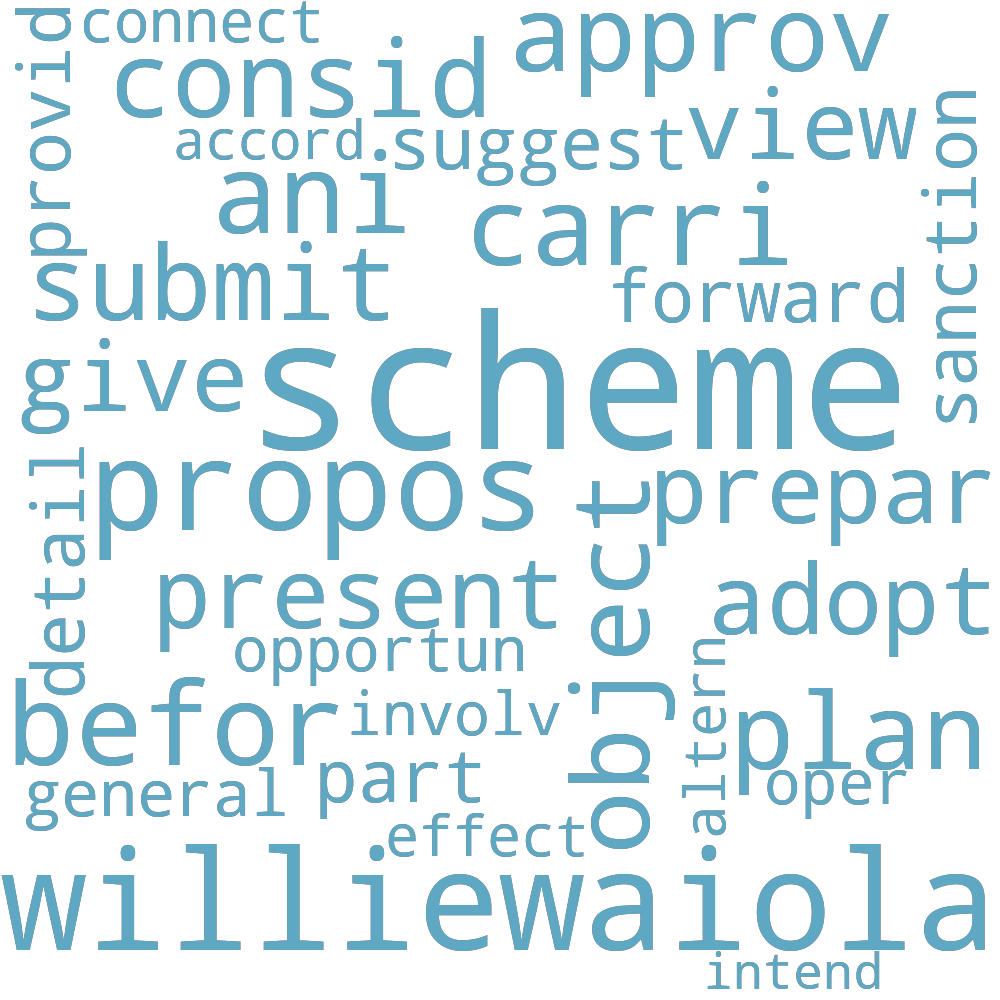 connect
approv
provid
consid
view
sanction
accord
suggest
ani
carri
submit
forward
give
scheme
propos
prepar
detail
object
present
adopt
opportun
befor
involv
altern
plan
part
general
oper
effect
williewaiola
intend